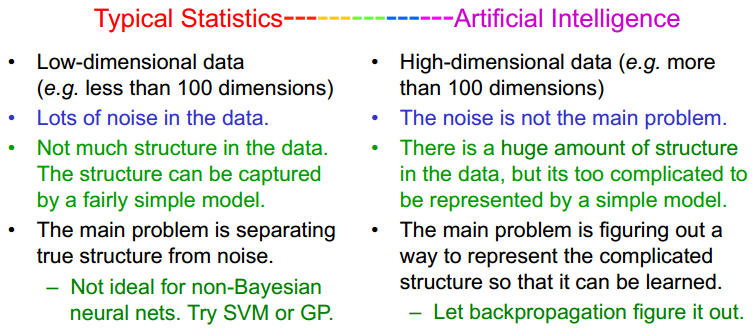 Typical Statistics------------Artificial Intelligence
• Low-dimensional data
(e.g. less than 100 dimensions)
• Lots of noise in the data.
• Not much structure in the data.
The structure can be captured
by a fairly simple model.
• The main problem is separating
true structure from noise.
– Not ideal for non-Bayesian
neural nets. Try SVM or GP.
• High-dimensional data (e.g. more
than 100 dimensions)
• The noise is not the main problem.
• There is a huge amount of structure
in the data, but its too complicated to
be represented by a simple model.
• The main problem is figuring out a
way to represent the complicated
structure so that it can be learned.
– Let backpropagation figure it out.